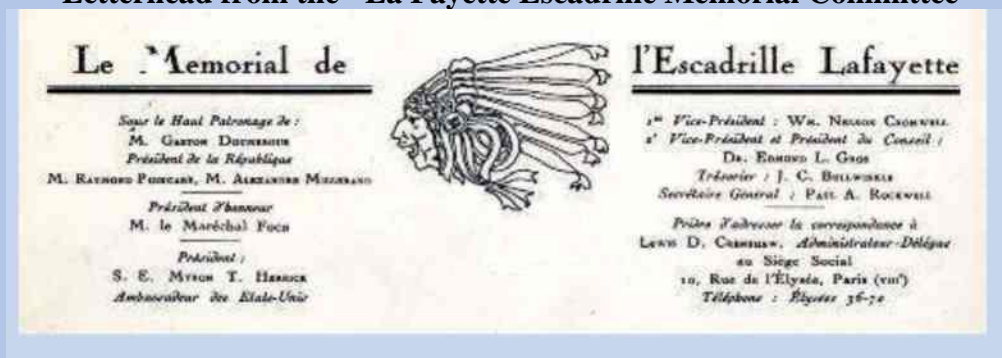 Letterhead from the "La Fayette Escadrille Memorial Committee"
Le Memorial de
Sous le Haut Patronage de :
M. Gaston Doumergue
Président de la République
M. Raymond Poincare, M. Alexandre Millerand
Président d'honneur
M. le Maréchal Foch
Président :
S. E. Myron T. Herrick
Ambassadeur des Etats-Unis
l'Escadrille Lafayette
1er Vice-Président : Wm. Nelson Cromwell
2e Vice-Président et Président du Conseil :
Dr. Edmund L. Gros
Trésorier : J. C. Bullwinkle
Secrétaire Général : Paul A. Rockwell
Prière d'adresser la correspondance à
Lewis D. Crenshaw, Administrateur-Délégue
au Siège Social
10, Rue de l'Élysée, Paris (VIIIe)
Téléphone : Élysées 36-72